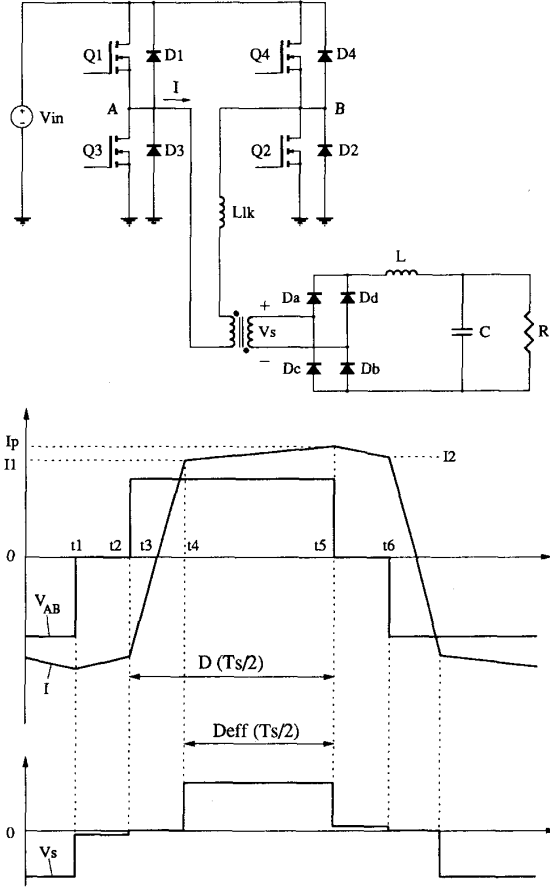 Q1
D1
Q4
D4
I
A
B
Vin
Q3
D3
Q2
D2
Llk
L
Da
Dd
+
Vs
−
C
R
Dc
Db
Ip
I1
I2
t1
t2
t3
t4
t5
t6
0
VAB
I
D (Ts/2)
Deff (Ts/2)
0
Vs